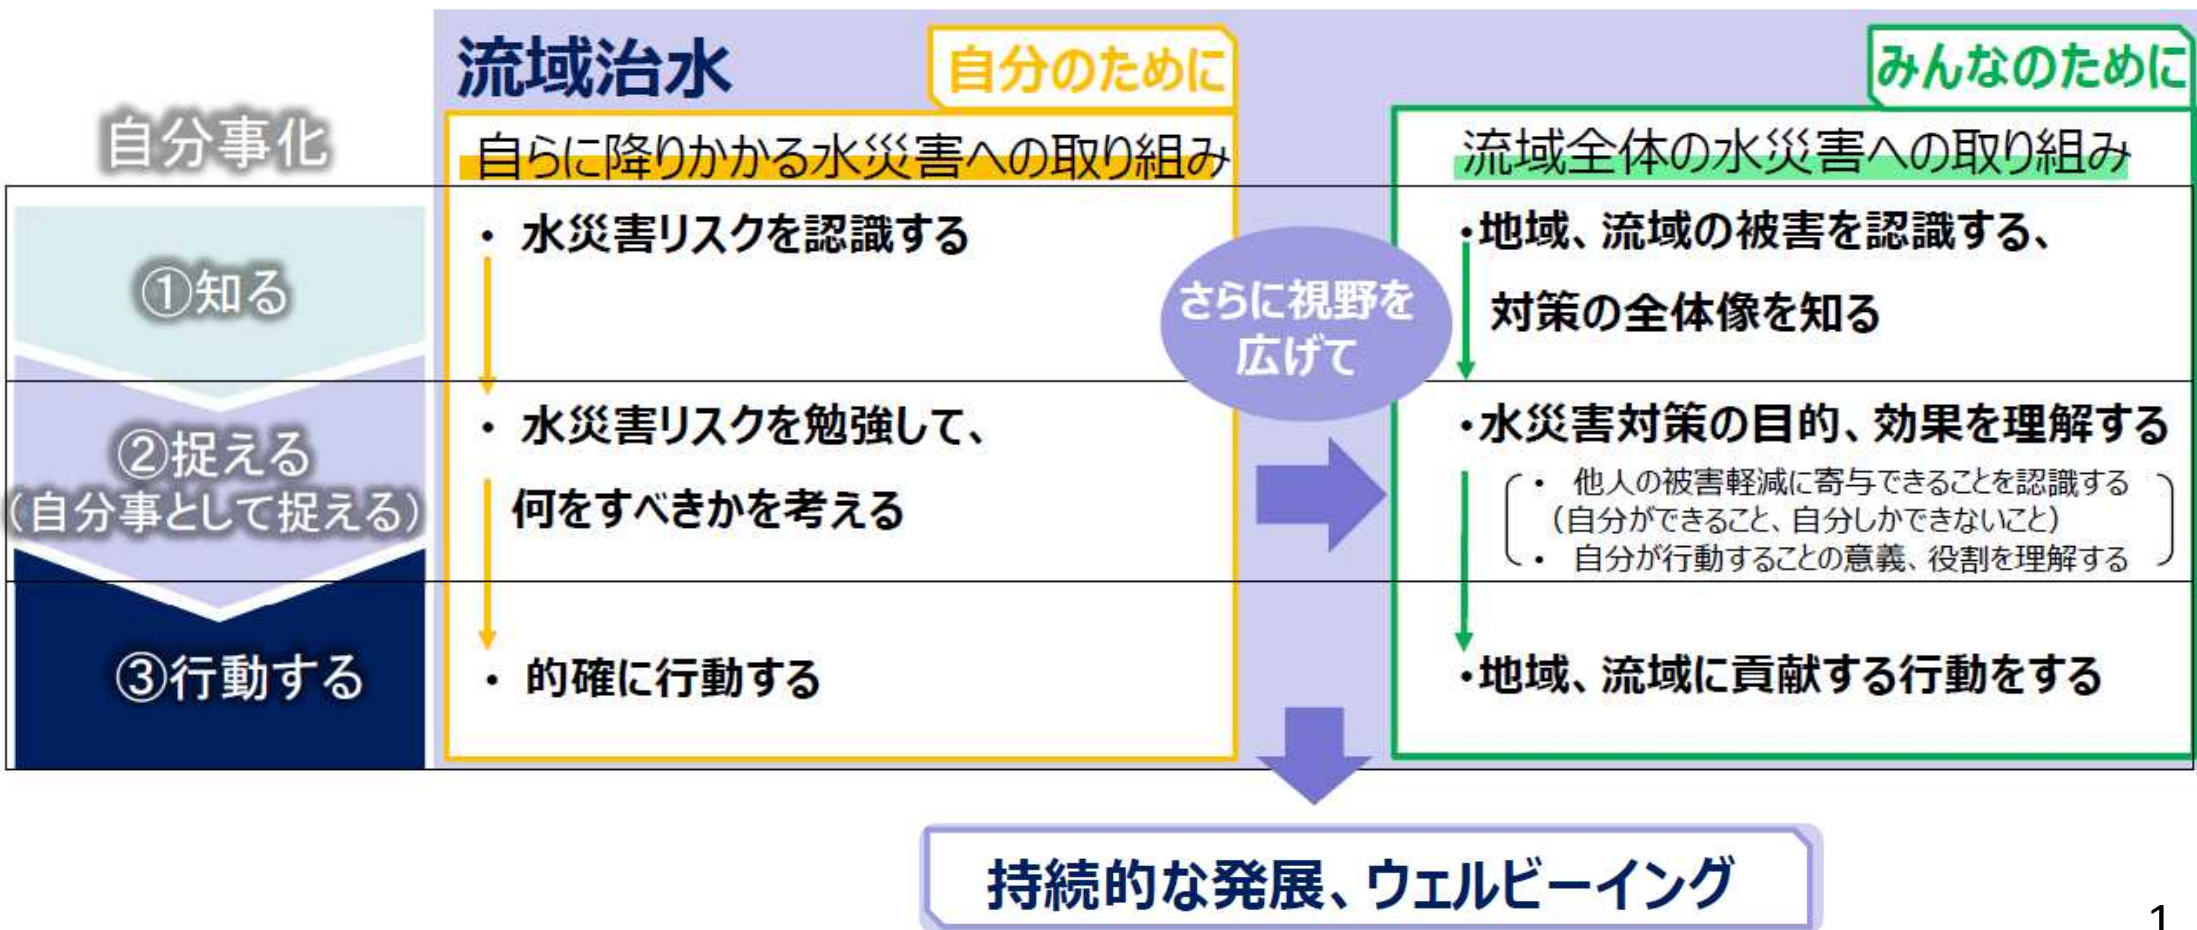 流域治水
自分のために
みんなのために
自分事化
自らに降りかかる水災害への取り組み
流域全体の水災害への取り組み
①知る
・ 水災害リスクを認識する
さらに視野を
広げて
・地域、流域の被害を認識する、
対策の全体像を知る
②捉える
（自分事として捉える）
・ 水災害リスクを勉強して、
何をすべきかを考える
・水災害対策の目的、効果を理解する
・ 他人の被害軽減に寄与できることを認識する
（自分ができること、自分しかできないこと）
・ 自分が行動することの意義、役割を理解する
③行動する
・ 的確に行動する
・地域、流域に貢献する行動をする
持続的な発展、ウェルビーイング
1